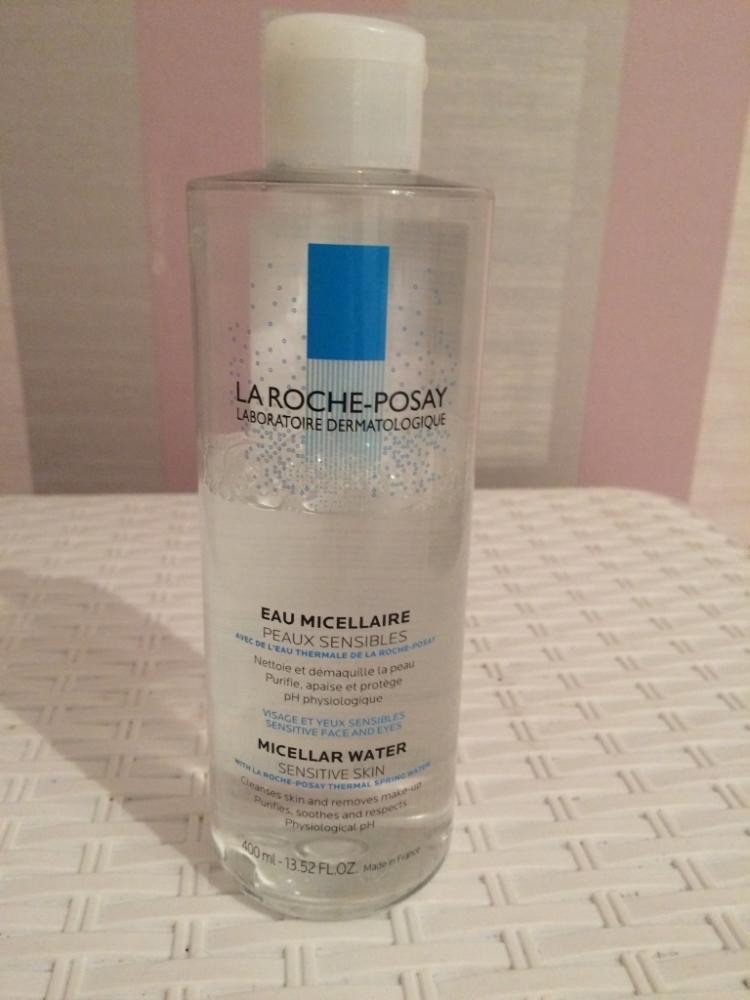 LA ROCHE-POSAY
LABORATOIRE DERMATOLOGIQUE
EAU MICELLAIRE
PEAUX SENSIBLES
AVEC DE L'EAU THERMALE DE LA ROCHE-POSAY
Nettoie et démaquille la peau
Purifie, apaise et protège
pH physiologique
VISAGE ET YEUX SENSIBLES
SENSITIVE FACE AND EYES
MICELLAR WATER
SENSITIVE SKIN
WITH LA ROCHE-POSAY THERMAL SPRING WATER
Cleanses skin and removes make-up
Purifies, soothes and respects
Physiological pH
400 ml - 13.52 FL.OZ. Made in France